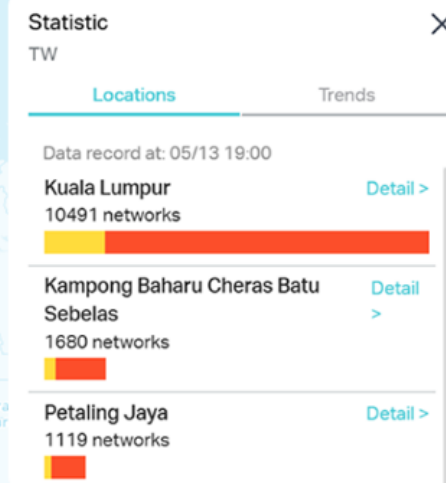 Statistic
TW
Locations Trends
Data record at: 05/13 19:00
Kuala Lumpur Detail >
10491 networks
Kampong Baharu Cheras Batu Detail
Sebelas >
1680 networks
Petaling Jaya Detail >
1119 networks